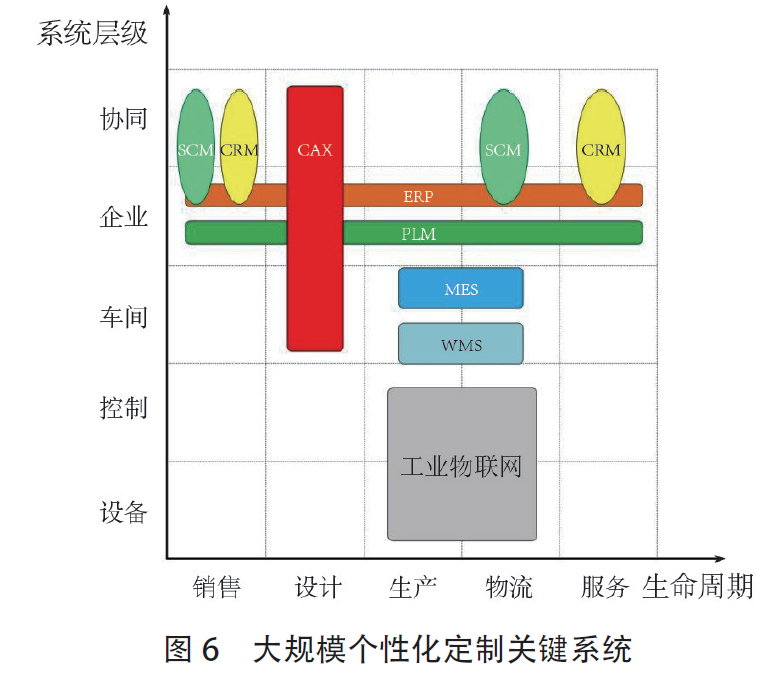 系统层级
协同
SCM
CRM
CAX
SCM
CRM
ERP
企业
PLM
MES
车间
WMS
控制
工业物联网
设备
销售
设计
生产
物流
服务
生命周期
图 6 大规模个性化定制关键系统